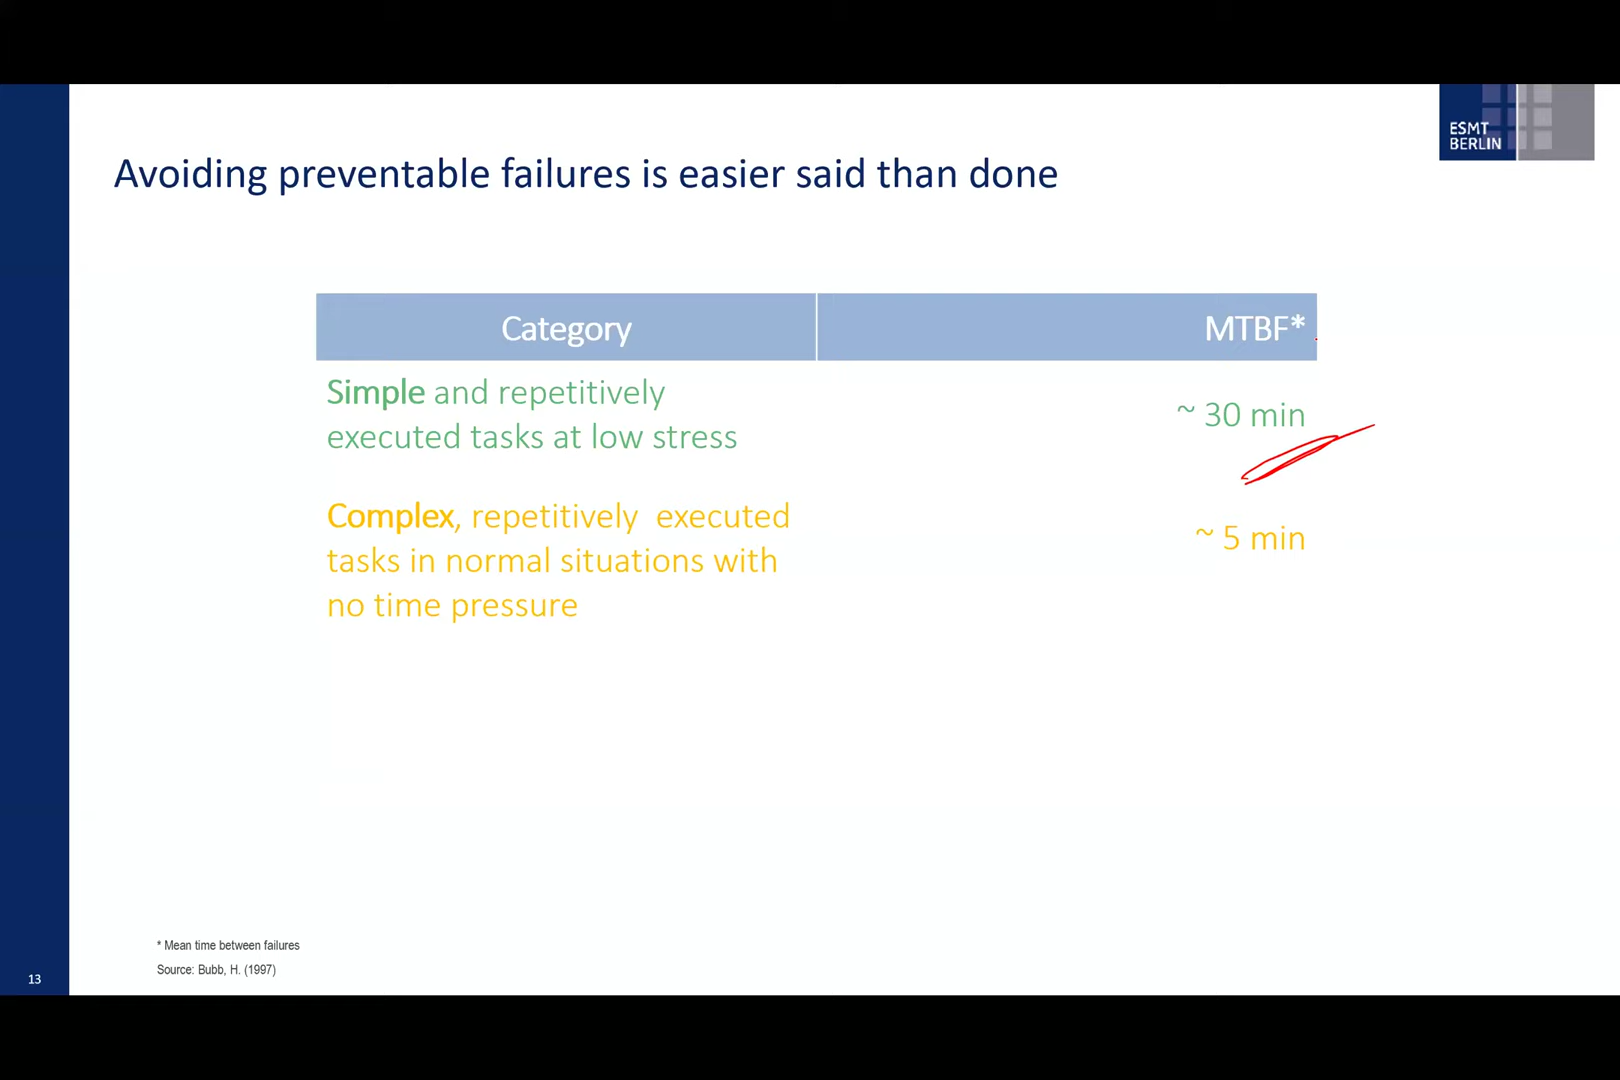 ESMT
BERLIN
Avoiding preventable failures is easier said than done
Category
MTBF*
Simple and repetitively
executed tasks at low stress
~ 30 min
Complex, repetitively executed
tasks in normal situations with
no time pressure
~ 5 min
* Mean time between failures
Source: Bubb, H. (1997)
13